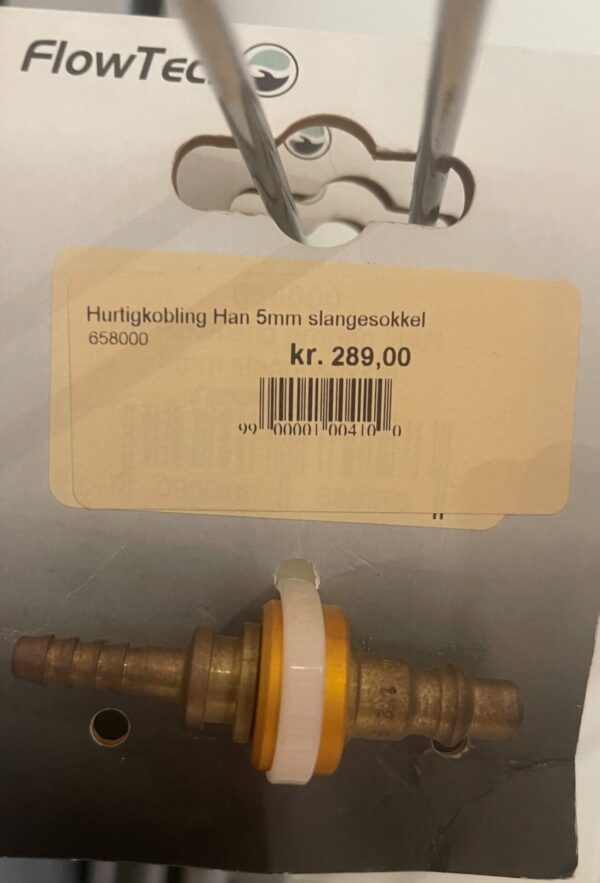 FlowTec
Hurtigkobling Han 5mm slangesokkel
658000
kr. 289,00
99 00001 00410 0